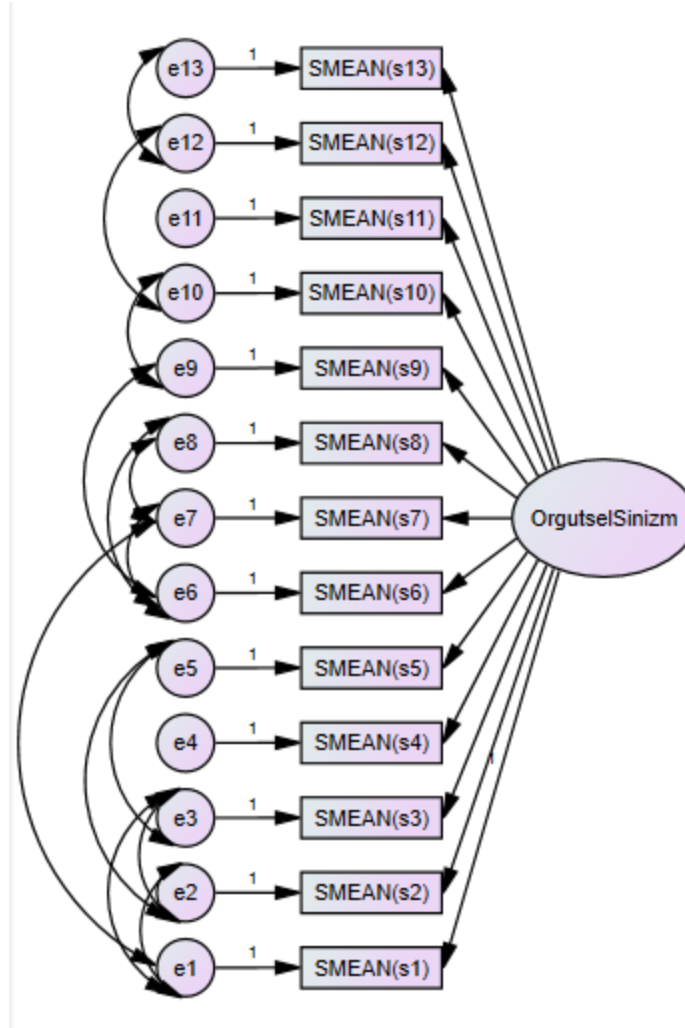 e13 1 SMEAN(s13)
e12 1 SMEAN(s12)
e11 1 SMEAN(s11)
e10 1 SMEAN(s10)
e9 1 SMEAN(s9)
e8 1 SMEAN(s8)
e7 1 SMEAN(s7) OrgutselSinizm
e6 1 SMEAN(s6)
e5 1 SMEAN(s5)
e4 1 SMEAN(s4)
1
e3 1 SMEAN(s3)
e2 1 SMEAN(s2)
e1 1 SMEAN(s1)